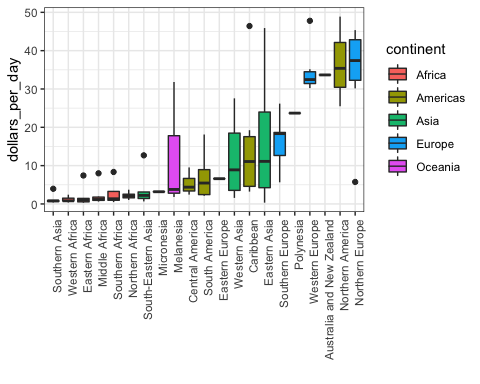 dollars_per_day
50
40
30
20
10
0
Southern Asia
Western Africa
Eastern Africa
Middle Africa
Southern Africa
Northern Africa
South-Eastern Asia
Micronesia
Melanesia
Central America
South America
Eastern Europe
Western Asia
Caribbean
Eastern Asia
Southern Europe
Polynesia
Western Europe
Australia and New Zealand
Northern America
Northern Europe
continent
Africa
Americas
Asia
Europe
Oceania